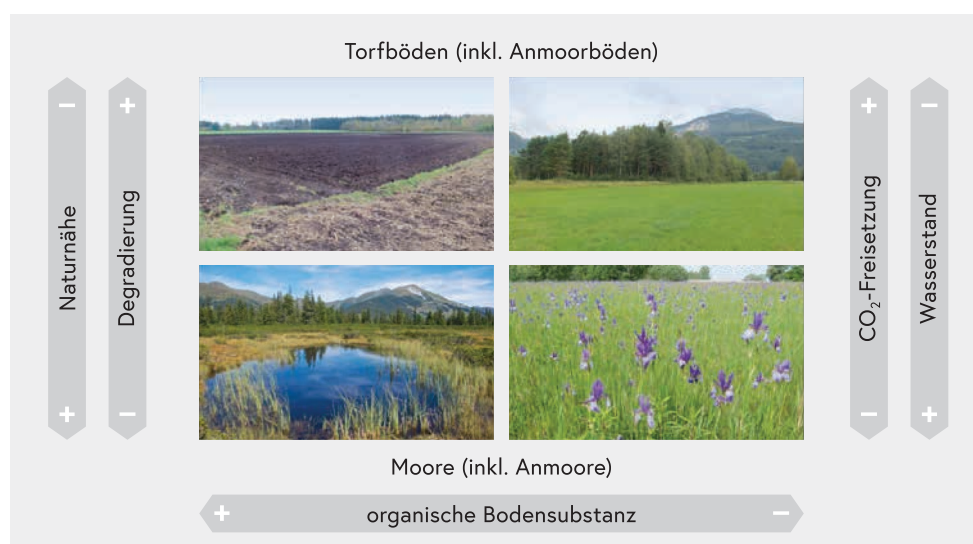 Torfböden (inkl. Anmoorböden)
− Naturnähe +
+ Degradierung −
+ CO₂-Freisetzung −
− Wasserstand +
Moore (inkl. Anmoore)
+ organische Bodensubstanz −